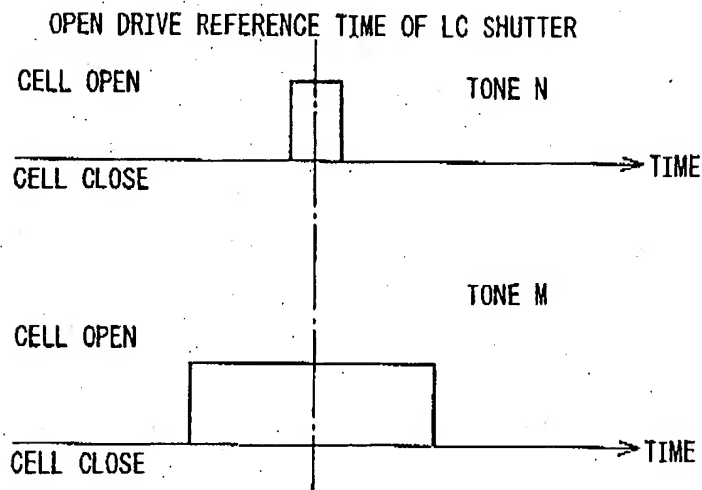 OPEN DRIVE REFERENCE TIME OF LC SHUTTER
CELL OPEN
TONE N
TIME
CELL CLOSE
TONE M
CELL OPEN
TIME
CELL CLOSE